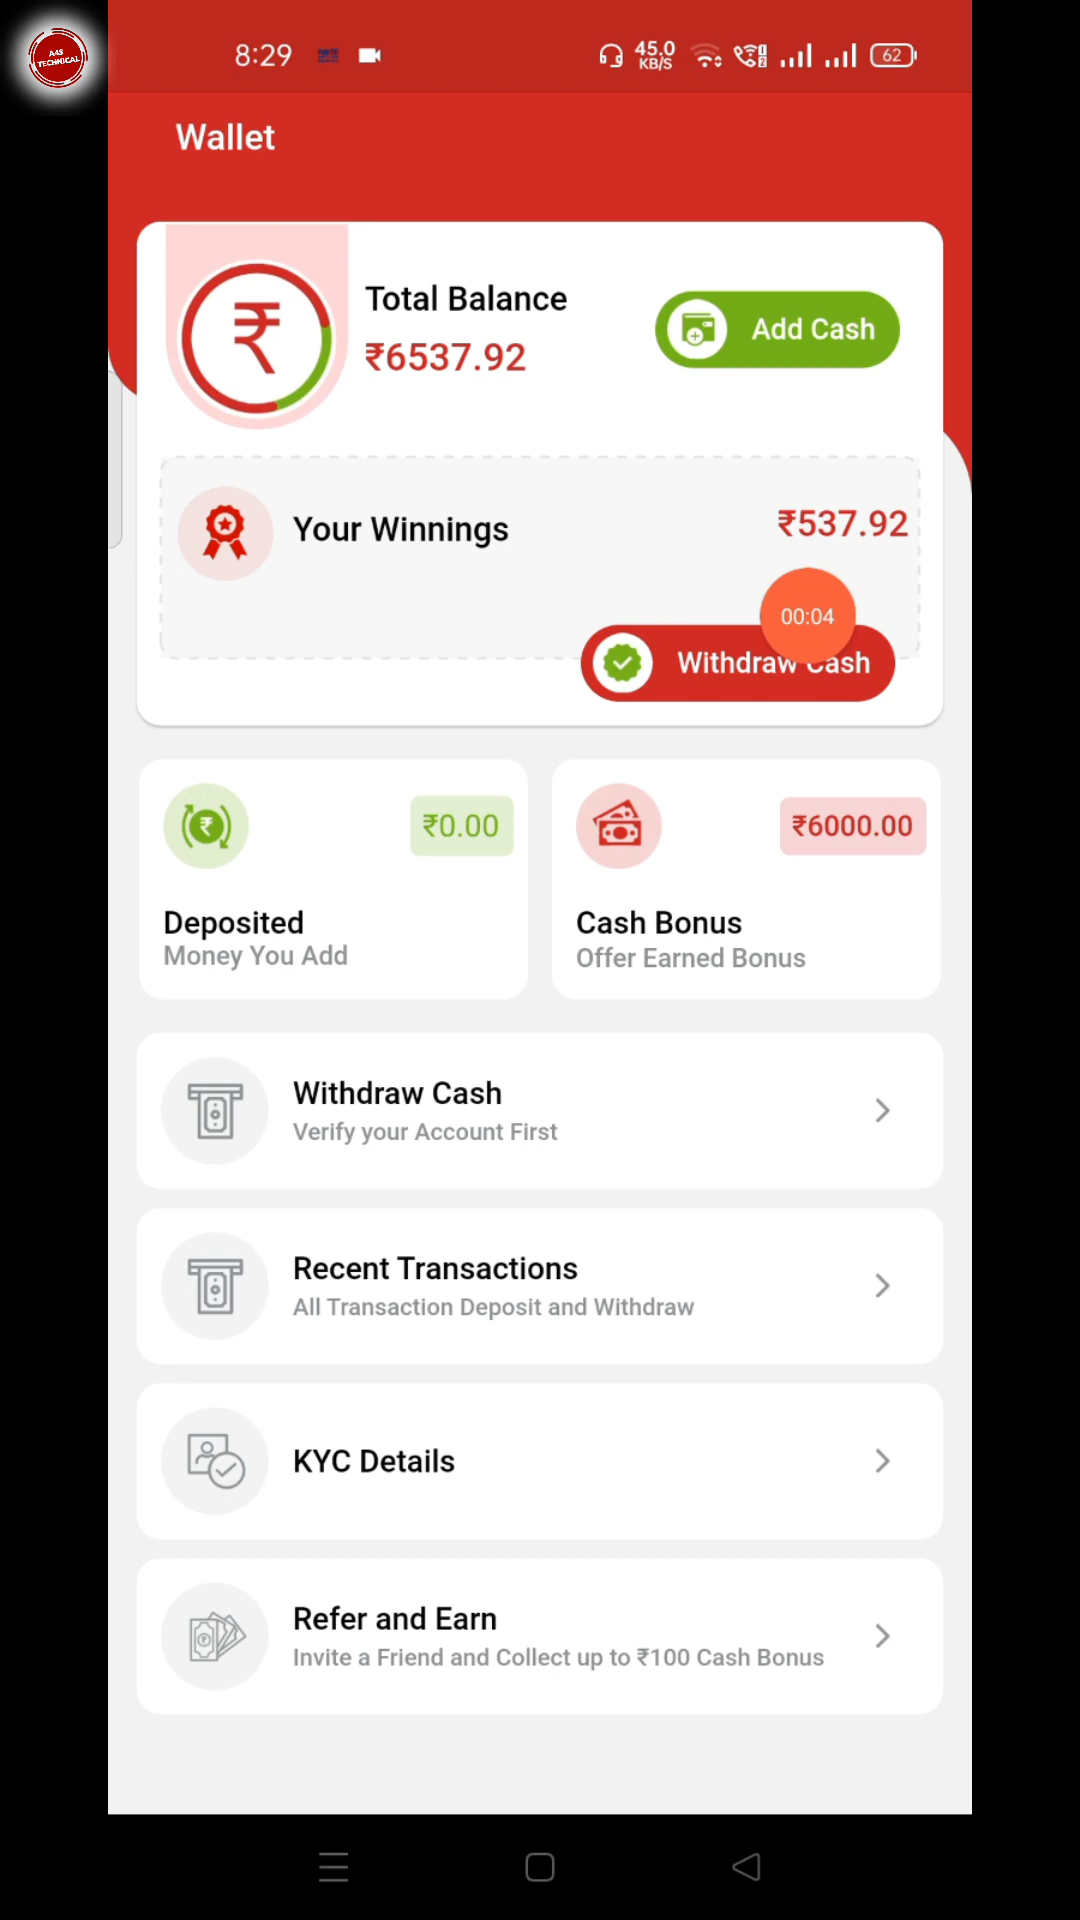 A4S
TECHNICAL
8:29
45.0
KB/S
62
Wallet
Total Balance
₹6537.92
Add Cash
Your Winnings
₹537.92
00:04
Withdraw Cash
₹0.00
Deposited
Money You Add
₹6000.00
Cash Bonus
Offer Earned Bonus
Withdraw Cash
Verify your Account First
Recent Transactions
All Transaction Deposit and Withdraw
KYC Details
Refer and Earn
Invite a Friend and Collect up to ₹100 Cash Bonus